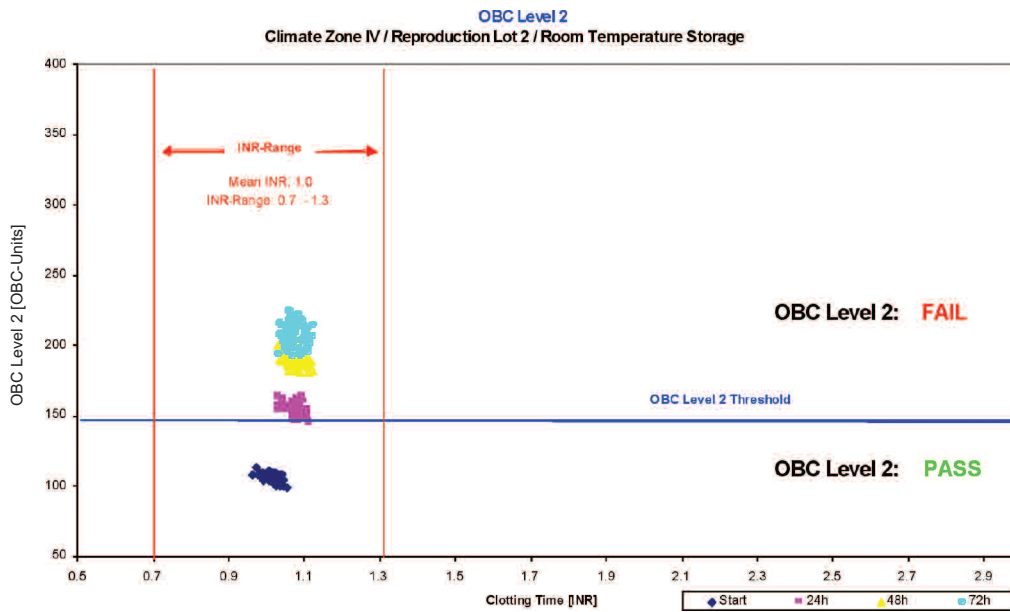 OBC Level 2
Climate Zone IV / Reproduction Lot 2 / Room Temperature Storage
OBC Level 2 [OBC-Units]
400
350
300
250
200
150
100
50
INR-Range
Mean INR: 1.0
INR-Range: 0.7 - 1.3
OBC Level 2: FAIL
OBC Level 2 Threshold
OBC Level 2: PASS
0.5 0.7 0.9 1.1 1.3 1.5 1.7 1.9 2.1 2.3 2.5 2.7 2.9
Clotting Time [INR]
Start 24h 48h 72h